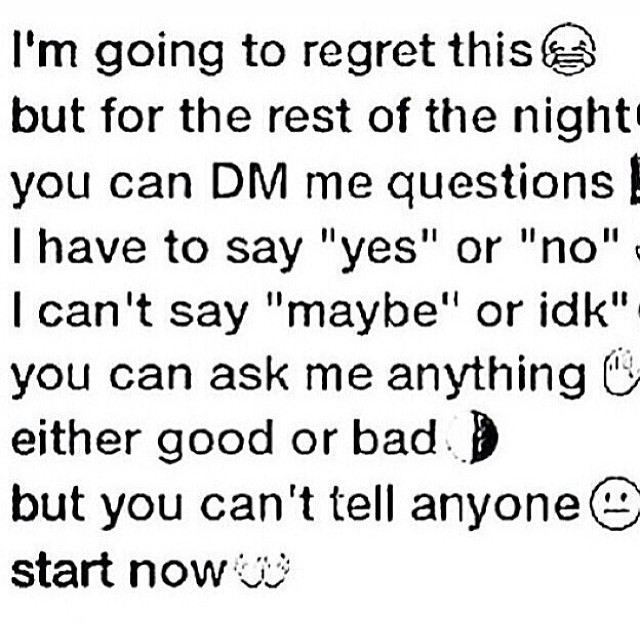 I'm going to regret this😂
but for the rest of the night
you can DM me questions
I have to say "yes" or "no"
I can't say "maybe" or idk"
you can ask me anything ✋
either good or bad 🌗
but you can't tell anyone 😐
start now